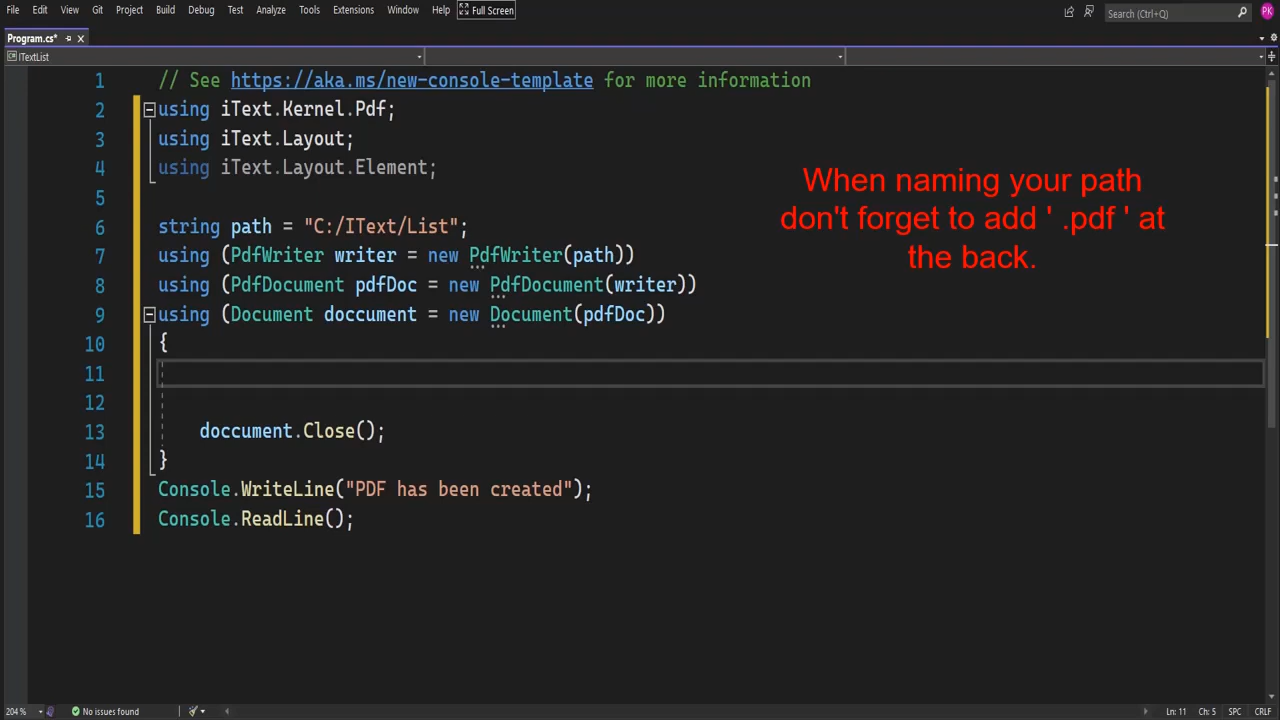 File Edit View Git Project Build Debug Test Analyze Tools Extensions Window Help Full Screen Search (Ctrl+Q) PK
Program.cs*
ITextList
1 // See https://aka.ms/new-console-template for more information
2 using iText.Kernel.Pdf;
3 using iText.Layout;
4 using iText.Layout.Element;
When naming your path
don't forget to add ' .pdf ' at
the back.
5
6 string path = "C:/IText/List";
7 using (PdfWriter writer = new PdfWriter(path))
8 using (PdfDocument pdfDoc = new PdfDocument(writer))
9 using (Document doccument = new Document(pdfDoc))
10 {
11
12
13 doccument.Close();
14 }
15 Console.WriteLine("PDF has been created");
16 Console.ReadLine();
204 % No issues found Ln: 11 Ch: 5 SPC CRLF